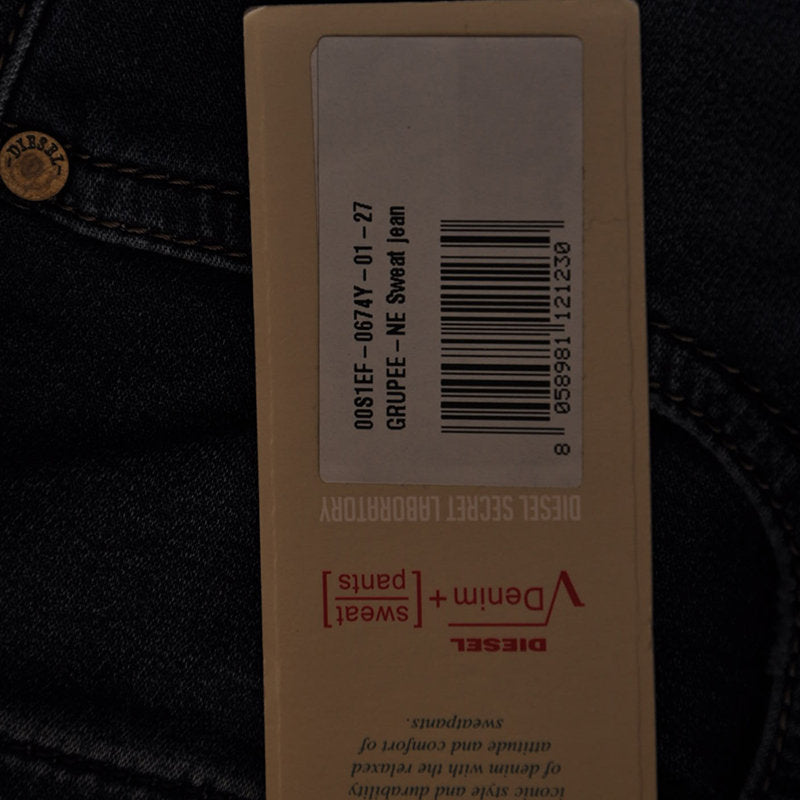 DIESEL
00S1EF-0674Y-01-27
GRUPEE-NE Sweat jean
8 058981 121230
iconic style and durability
of denim with the relaxed
attitude and comfort of
sweatpants.
DIESEL
√Denim + [sweat
pants]
DIESEL SECRET LABORATORY